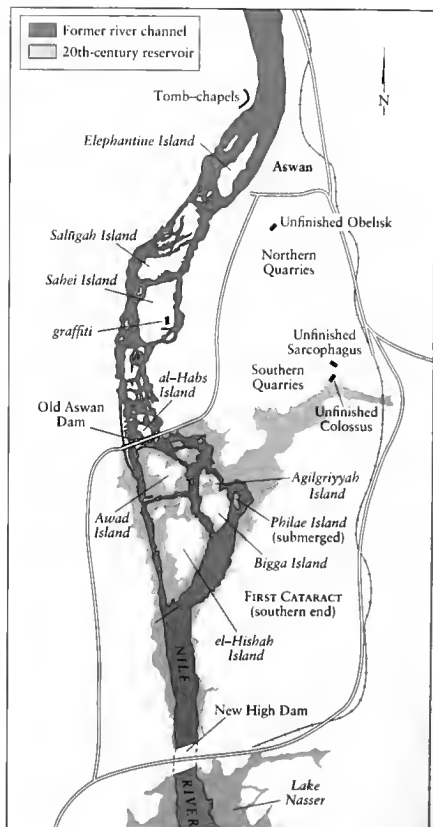 Former river channel
20th-century reservoir
N
Tomb-chapels
Elephantine Island
Aswan
Unfinished Obelisk
Salûgah Island
Northern
Quarries
Sahei Island
graffiti
Unfinished
Sarcophagus
Southern
Quarries
al-Habs
Island
Unfinished
Colossus
Old Aswan
Dam
Agilgriyyah
Island
Awad
Island
Philae Island
(submerged)
Bigga Island
FIRST CATARACT
(southern end)
el-Hishah
Island
NILE
New High Dam
RIVER
Lake
Nasser